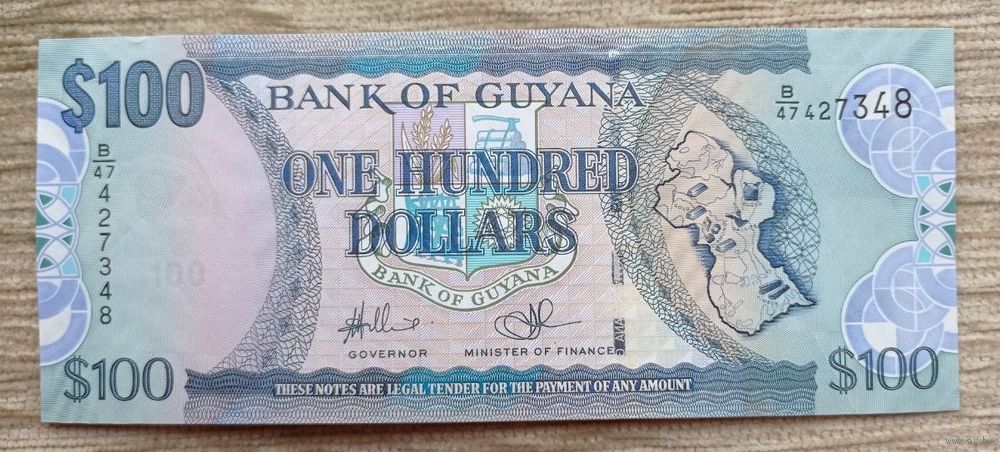 $100
BANK OF GUYANA
B/47 427348
B/47
4
2
7
3
4
8
ONE HUNDRED
DOLLARS
100
BANK OF GUYANA
GOVERNOR
MINISTER OF FINANCE
$100
THESE NOTES ARE LEGAL TENDER FOR THE PAYMENT OF ANY AMOUNT
$100